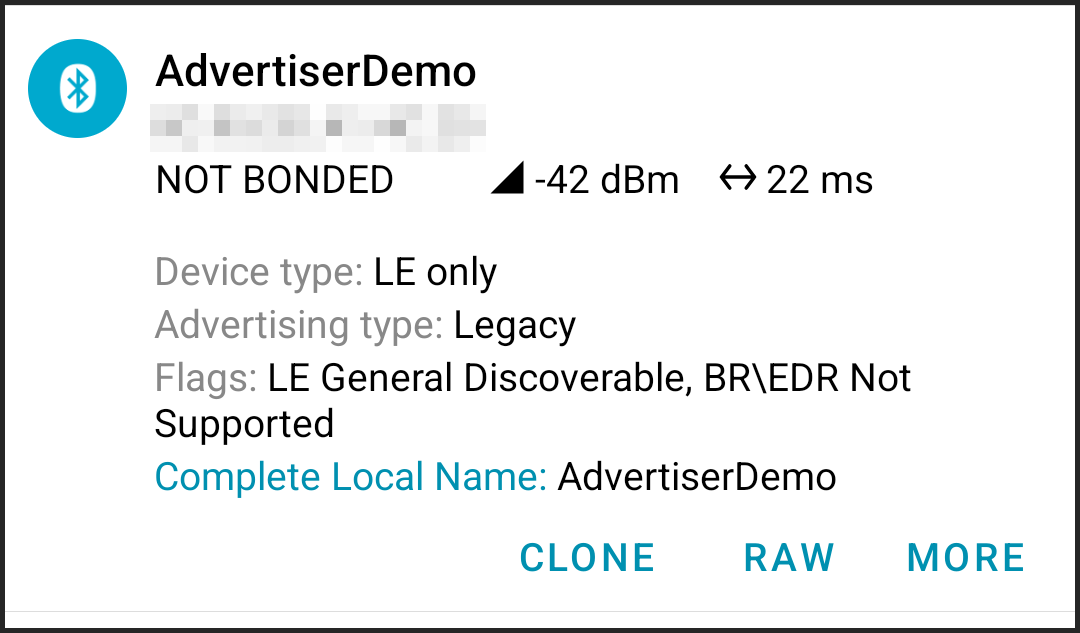 AdvertiserDemo
NOT BONDED -42 dBm 22 ms
Device type: LE only
Advertising type: Legacy
Flags: LE General Discoverable, BR\EDR Not
Supported
Complete Local Name: AdvertiserDemo
CLONE RAW MORE